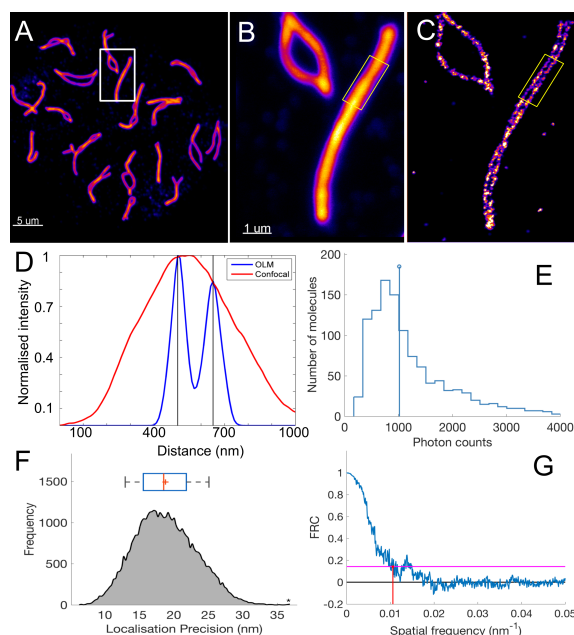 A
5 um
B
1 um
C
D
1
0.8
0.6
0.4
0.1
Normalised intensity
OLM
Confocal
100
400
700
1000
Distance (nm)
E
200
150
100
50
0
Number of molecules
0
1000
2000
3000
4000
Photon counts
F
1500
1000
500
0
Frequency
10
15
20
25
30
35
Localisation Precision (nm)
*
G
1
0.8
0.6
0.4
0.2
0
-0.2
FRC
0
0.01
0.02
0.03
0.04
0.05
Spatial frequency (nm⁻¹)